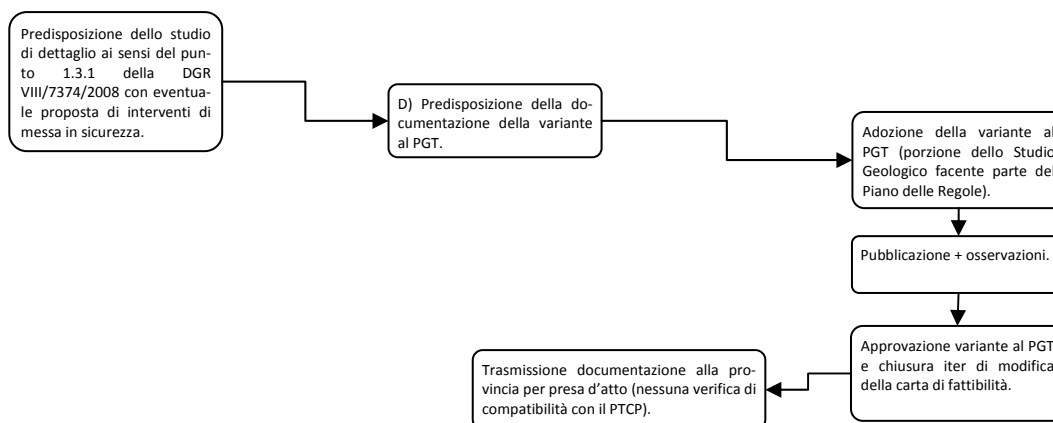 Predisposizione dello studio
di dettaglio ai sensi del pun-
to 1.3.1 della DGR
VIII/7374/2008 con eventua-
le proposta di interventi di
messa in sicurezza.
D) Predisposizione della do-
cumentazione della variante
al PGT.
Adozione della variante al
PGT (porzione dello Studio
Geologico facente parte del
Piano delle Regole).
Pubblicazione + osservazioni.
Approvazione variante al PGT
e chiusura iter di modifica
della carta di fattibilità.
Trasmissione documentazione alla pro-
vincia per presa d'atto (nessuna verifica di
compatibilità con il PTCP).